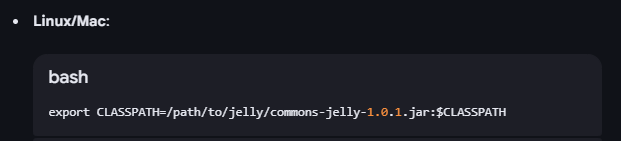 • Linux/Mac:
bash
export CLASSPATH=/path/to/jelly/commons-jelly-1.0.1.jar:$CLASSPATH